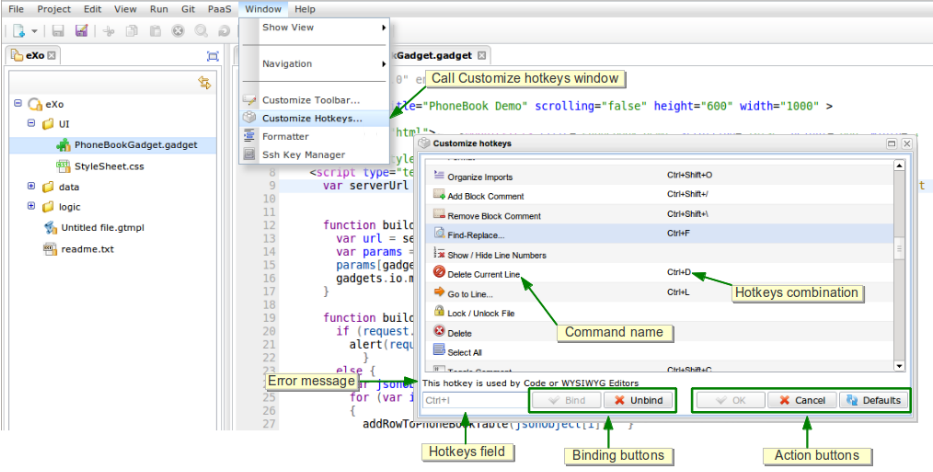 File Project Edit View Run Git PaaS Window Help
Show View
Navigation
Customize Toolbar...
Customize Hotkeys...
Formatter
Ssh Key Manager
eXo
eXo
UI
PhoneBookGadget.gadget
StyleSheet.css
data
logic
Untitled file.gtmpl
readme.txt
kGadget.gadget
Call Customize hotkeys window
.0" en
tle="PhoneBook Demo" scrolling="false" height="600" width="1000" >
"html">
8 <script type="te
9 var serverUrl
10
11
12 function build
13 var url = se
14 var params =
15 params[gadge
16 gadgets.io.m
17 }
18
19 function build
20 if (request.
21 alert(requ
22 }
23 else {
jsonob
25 for (var i
26 {
27 addRowToPhoneBookTable(jsonobject[i]) }
Customize hotkeys
Organize Imports Ctrl+Shift+O
Add Block Comment Ctrl+Shift+/
Remove Block Comment Ctrl+Shift+\
Find-Replace... Ctrl+F
Show / Hide Line Numbers
Delete Current Line Ctrl+D
Go to Line... Ctrl+L
Lock / Unlock File
Delete
Select All
Toggle Comment Ctrl+Shift+C
Hotkeys combination
Command name
Error message
This hotkey is used by Code or WYSIWYG Editors
Ctrl+I Bind Unbind OK Cancel Defaults
Hotkeys field
Binding buttons
Action buttons